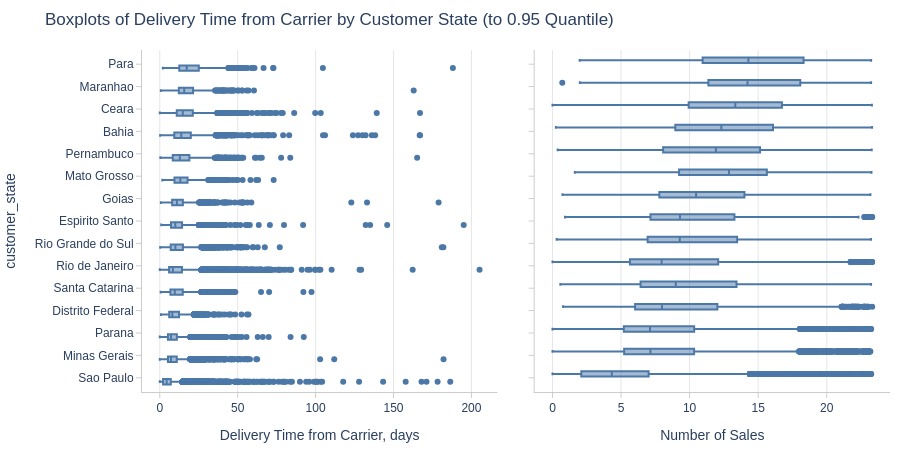 Boxplots of Delivery Time from Carrier by Customer State (to 0.95 Quantile)
customer_state
Para
Maranhao
Ceara
Bahia
Pernambuco
Mato Grosso
Goias
Espirito Santo
Rio Grande do Sul
Rio de Janeiro
Santa Catarina
Distrito Federal
Parana
Minas Gerais
Sao Paulo
0 50 100 150 200
Delivery Time from Carrier, days
0 5 10 15 20
Number of Sales